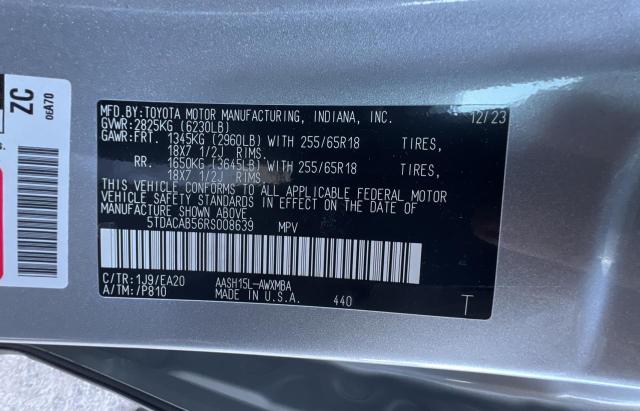 MFD.BY:TOYOTA MOTOR MANUFACTURING, INDIANA, INC. 12/23
GVWR:2825KG (6230LB)
GAWR:FRT. 1345KG (2960LB) WITH 255/65R18 TIRES,
18X7 1/2J RIMS.
RR. 1650KG (3645LB) WITH 255/65R18 TIRES,
18X7 1/2J RIMS.
THIS VEHICLE CONFORMS TO ALL APPLICABLE FEDERAL MOTOR
VEHICLE SAFETY STANDARDS IN EFFECT ON THE DATE OF
MANUFACTURE SHOWN ABOVE.
5TDACAB56RS008639 MPV
C/TR:1J9/EA20 AASH15L-AWXMBA
A/TM:/P810 MADE IN U.S.A. 440 T
ZC
06A70
s.